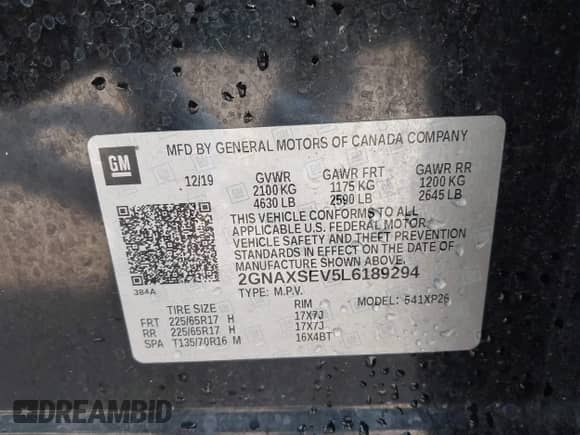 GM
MFD BY GENERAL MOTORS OF CANADA COMPANY
12/19 GVWR GAWR FRT GAWR RR
2100 KG 1175 KG 1200 KG
4630 LB 2590 LB 2645 LB
THIS VEHICLE CONFORMS TO ALL
APPLICABLE U.S. FEDERAL MOTOR
VEHICLE SAFETY AND THEFT PREVENTION
STANDARDS IN EFFECT ON THE DATE OF
MANUFACTURE SHOWN ABOVE.
2GNAXSEV5L6189294
384A TYPE: M.P.V. MODEL: 541XP26
TIRE SIZE RIM
FRT 225/65R17 H 17X7J
RR 225/65R17 H 17X7J
SPA T135/70R16 M 16X4BT
DREAMBID